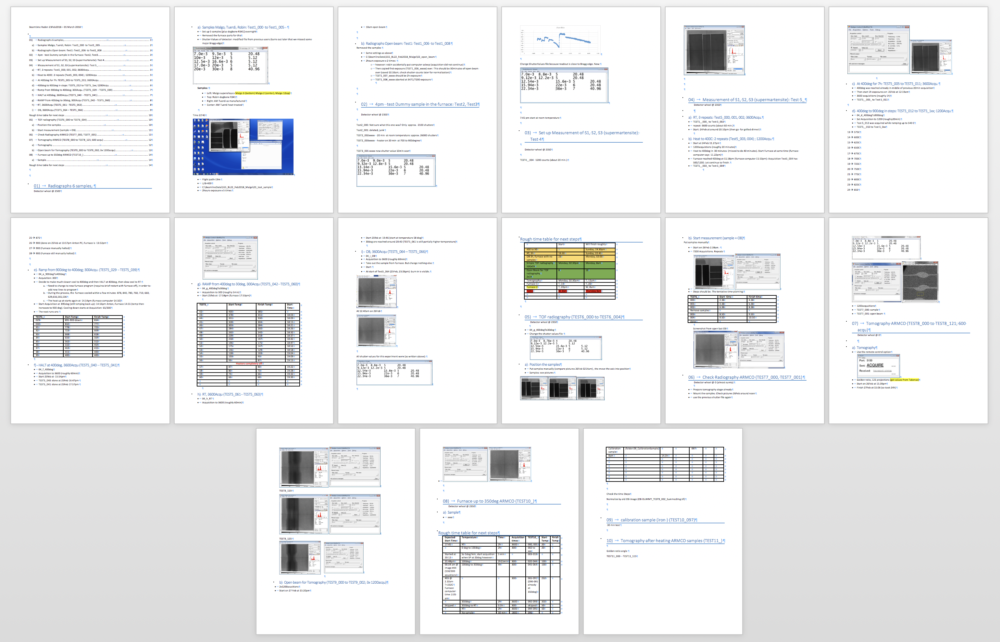 Beamtime Raden 23Feb2018 – 01 March 2018
01) Radiographs 6 samples, 1
a) Samples Malgo, Tuerdi, Robin: Test1_000 to Test1_005 2
b) Radiographs Open beam: Test1: Test1_006 to Test1_008 3
02) 4pm - test Dummy sample in the furnace: Test2, Test3 3
03) Set up Measurement of S1, S2, S3 (supermartensite): Test 4 4
04) Measurement of S1, S2, S3 (supermartensite): Test 5_ 5
a) RT, 3 repeats: Test5_000, 001, 002; 3600Acqu. 5
b) Heat to 400C: 2 repeats (Test5_003, 004) ; 1200Acqu. 5
c) At 400deg for 7h: TEST5_005 to TEST5_011; 3600Acqu. 6
d) 400deg to 900deg in steps: TEST5_012 to TEST5_1xx; 1200Acqu. 6
e) Ramp from 900deg to 400deg; 300Acqu. (TEST5_029 – TEST5_039) 7
f) HALT at 400deg, 3600Acqu (TEST5_040 – TEST5_041) 7
g) RAMP from 400deg to 30deg, 300Acqu (TEST5_042 – TEST5_060) 8
h) RT, 3600Acqu (TEST5_061 – TEST5_063) 8
i) OB, 3600Acqu (TEST5_064 – TEST5_066) 9
Rough time table for next steps 10
05) TOF radiography (TEST6_000 to TEST6_004) 10
a) Position the samples 10
b) Start measurement (sample + OB) 11
06) Check Radiography ARMCO (TEST7_000, TEST7_001) 11
07) Tomography ARMCO (TEST8_000 to TEST8_121; 600 acqu) 12
a) Tomography 12
b) Open beam for Tomography (TEST9_000 to TEST9_002; 3x 1200acqu) 13
08) Furnace up to 350deg ARMCO (TEST10_) 14
a) Sample 14
Rough time table for next steps 14
01) Radiographs 6 samples,
Detector wheel @ 2500
a) Samples Malgo, Tuerdi, Robin: Test1_000 to Test1_005 -
Set up 5 samples [plus dogbone R341] overnight
Removed the furnace parts for this
Shutter Values of detector: modified file from previous users (turns out later that we missed some
major Bragg edge)
7.0e-3 9.3e-3 5 20.48
10e-3 12e-3 5 5.12
12.5e-3 16.6e-3 6 5.12
17.0e-3 20e-3 5 5.12
20e-3 30e-3 8 40.96
Samples:
Left: Malgo superalloys: Malgo 3 (bottom) Malgo 2 (center), Malgo 1(top)
Top: Robin dogbone R341
Right: AM Tuerdi as manufactured
Center: AM Tuerdi heat treated
Time 22'45
Flight path=19m
L/d=400
C:\BeamlineData\S55_BL22_Feb2018_Malgo\01_test_sample
2hours exposure x 5 times
10am open beam
b) Radiographs Open beam: Test1: Test1_006 to Test1_008
Removed the samples
Same settings as above
C:\BeamlineData\S55_BL22_Feb2018_Malgo\02_open_beam
2hours exposure x 2 times:
however: robin accidentally put computer asleep (acquisition did not continue)
Then copied first exposure (TEST1_006_xxxxx) over. This should be 30minutes of open beam
over (saved 10.33am; check shutter counts later for normalization)
TEST1_007_xxxxx should be 2h exposure
TEST1_008_xxxxx aborted at 3471/7200 exposure
02) 4pm - test Dummy sample in the furnace: Test2, Test3
Detector wheel @ 2350
Test2_000: Not sure what this one was? Only approx. 2100 shutters
Test2_001: deleted, junk
TEST2_002xxxxx 20 min at room temperature: approx. 26000 shutters
TEST2_003xxxxx heater on 20 min at 700 to 900degree
TEST3_001 xxxxx new shutter value 10min scan
7.0e-3 9.0e-3 5 20.48
9.32e-3 12.8e-3 5 20.48
13.14e-3 15.6e-3 5 20.48
15.94e-3 22e-3 6 20.48
22.34e-3 36e-3 7 40.96
Chart Title
Change ShutterValues file because readout is close to Bragg edge. New:
7.0e-3 8.8e-3 5 20.48
9.12e-3 12.2e-3 5 20.48
12.54e-3 15.6e-3 5 20.48
15.94e-3 22e-3 6 20.48
22.34e-3 36e-3 7 40.96
7:45 pm start at room temperature
03) Set up Measurement of S1, S2, S3 (supermartensite):
Test 4
Detector wheel @ 2350
TEST4__004 1200 counts (about 20 min.)
04) Measurement of S1, S2, S3 (supermartensite): Test 5_
Detector wheel @ 2350
a) RT, 3 repeats: Test5_000, 001, 002; 3600Acqu.
TEST5__000_ to Test 5_002
repeat 3600 counts (about 60 min.)
Start: 24Feb at around 20:10pm (then go for grilled dinner)
b) Heat to 400C: 2 repeats (Test5_003, 004) ; 1200Acqu.
Start at 24Feb 11.27pm
1200acquistions (roughly 20 minutes)
Heat to 400deg in 30 minutes (missed to do 40 minutes). Start Furnace at same time (furnace
computer says 11.22pm)
Furnace reached 400deg at 11.58pm (furnace computer 11:53pm): Acquisition Test5_004 has
500/1200. Let continue to finish.
TEST5__003_ to Test 5_004
c) At 400deg for 7h: TEST5_005 to TEST5_011; 3600Acqu.
400deg was reached already in middle of previous 20min acquisition
Then start 1h exposures on 25Feb at 12:19am
3600 acquisitions (roughly 1h)
TEST5__005_ to Test 5_011
d) 400deg to 900deg in steps: TEST5_012 to TEST5_1xx; 1200Acqu.
04_d_400degTo900deg
Set Acquisition to 1200 (roughly20min)
Test 5_012 was acquired while ramping up to 540 C
TEST5__013 to Test 5_0xx
13 → 575C
14 → 600C
15 → 625C
16 → 650C
17 → 675C
18 → 700C
19 → 725C
20 → 750C
21 → 775C
22 → 800C
23 → 825C
24 → 850
25 → 875
26 → 900 (done on 25Feb at 13:57pm Anton PC, Furnace is 13:52pm
27 → 900 (Furnace manually halted)
28 → 900 (Furnace still manually halted)
e) Ramp from 900deg to 400deg; 300Acqu. (TEST5_029 – TEST5_039)
04_e_900degTo400deg
Acquisition: 300
Decide to make much slower cool to 400deg and then HALT at 400deg, then slow cool to RT:
a. Need to change to new furnace program (requires brief restart with furnace off), in order to
add new lines to program
b. During the process, the furnace cooled within a few minutes 878, 840, 780, 760, 710, 660,
629,616,565,536
c. The heat up at starts again at 14.54pm (furnace computer 14.50)
Start Acquisition at 895deg (still ramping back up): 14:56pm Anton, Furnace 14:51 (temp then
increases to 900 deg). Cooling down starts at Acquisition 65/300
The next runs are:
TEST5_ Start Temp Finish Temp
029 895-900-down 834
030 832 777
31 778 725
32 723 669
33 668 618
34 616 564
35 562 512
36 510 464
37 463 415
38 411 400
39 400 400
f) HALT at 400deg, 3600Acqu (TEST5_040 – TEST5_041)
04_f_400deg
Acquisition to 3600 (roughly 60min)
Start 25feb at 15:54pm
TEST5_040: done at 25Feb 16:47pm
TEST5_041: done at 25Feb 17:57pm
g) RAMP from 400deg to 30deg, 300Acqu (TEST5_042 – TEST5_060)
04_g_400degTo30deg
Acquisition to 300 (roughly 5min)
Start 25feb at 17:58pm (furnace 17:53pm)
TEST5_ Start Temp Finish Temp Start Time
42 400 385
43 378 351 18:03
44 351 330 18:09
45 328 304 18:15
46 303 284 18:21
47 284 260 18:26
48 260 240 18:32
49 239 218 18:37
50 218 197 18:42
51 196 175 18:47
52 175 147 18:52
53 146 129 18:58
54 128 103 19:04
55 103 93 19:09
56 93 87 19:15
Heaters completely off
57 87 80 19:22
58 80 73 19:28
59 74 66 19:32
60 66 19:39
h) RT, 3600Acqu (TEST5_061 – TEST5_063)
04_h_RT
Acquisition to 3600 (roughly 60min)
Start 25feb at 19:46 (start at temperature 58 deg)
30deg are reached around 20:40 (TEST5_061 is still partially higher temperature)
i) OB, 3600Acqu (TEST5_064 – TEST5_066)
04_i_OB
Acquisition to 3600 (roughly 60min)
Take out the sample from furnace. But change nothing else.
Start
At start of Test5_064 (25Feb, 23.06pm): burn in is visible.
At 12:40am on 26Feb
All shutter values for this experiment were (as written above):
7.0e-3 8.8e-3 5 20.48
9.12e-3 12.2e-3 5 20.48
12.54e-3 15.6e-3 5 20.48
15.94e-3 22e-3 6 20.48
22.34e-3 36e-3 7 40.96
Rough time table for next steps
Start Will finish roughly
400 to 30 Sunday, 19.30pm
RT, 3h 19.30 Sunday, 22.45
OB 3h, furnace with no samples 23 Monday, 02:00
Simple TOF radiography 5(6)x1h Monday, 02.30pm Monday, 8am
Open Beam for TOF radiography 2x1h 8 10
Tomography Monday, 10.30am T, 11am
Furnace 1 T, 14 T, 20
Furnace 2 T, 20pm W, 8am
Tomo W, 8am Thursday,8am
05) TOF radiography (TEST6_000 to TEST6_004)
Detector wheel @ 2350
04_g_400degTo30deg
Change the shutter values file
7.0e-3 8.78e-3 4 20.48
9.12e-3 12.2e-3 5 5.12
12.54e-3 15.6e-3 5 5.12
15.94e-3 22e-3 6 5.12
22.34e-3 36e-3 7 40.96
a) Position the samples
Put samples manually (compare pictures 26Feb 0214am) , the move the axis into position
Samples: see pictures
b) Start measurement (sample + OB)
Put samples manually
Start on 26Feb 2.38am.
7200 Acquisitions. Repeats
Steps should be. The tentative time planning:
TEST6_ Start time Finish time
000 2.38 4.38
001 4.38 6.38
002 6.38 8.38
Remove samples
003 8.50 9.50
004 9.50 10.50
done
Screenshot from open last OB
06) Check Radiography ARMCO (TEST7_000, TEST7_001)
Detector wheel @ 0 (almost surely)
Prepare tomography stage already
Mount the samples. Check pictures 26Feb around noon
use the previous shutter file again
7.0e-3 8.8e-3 5 20.48
9.12e-3 12.2e-3 5 20.48
12.54e-3 15.6e-3 5 20.48
15.94e-3 22e-3 6 20.48
22.34e-3 36e-3 7 40.96
1200acquisitions
TEST7_000: sample
TEST7_001: open beam
07) Tomography ARMCO (TEST8_000 to TEST8_121; 600
acqu)
Detector wheel @ 0
a) Tomography
Use the remote control option
Port: 5150
Sent: ACQUIRE
Received:
Golden ratio, 121 projections (get values from Takenao)
Start on 26Feb at 15.09pm
Finish 27Feb at 15:06 (so took 24h)
TEST8_119:
TEST8_120:
b) Open beam for Tomography (TEST9_000 to TEST9_002; 3x 1200acqu)
2x1200acusitions
Start on 27 Feb at 15:20pm
08) Furnace up to 350deg ARMCO (TEST10_)
Detector wheel @ 2350
a) Sample
xxxx
Rough time table for next steps
Expected Start Time Temperature Time Acquisition times TEST10_ Start Temp Finish Temp
17:45 RT 2h 3600 000, 001 20
0 deg to 100deg 2h 300 002 to xxx 20
Started at 20:12 So 1deg/min, start acqusition when SP at 20deg however 5 min 003-019
21:48pm 100deg 2h15min 300 020-044 100
00.04 am @ image #44 (150/300 aqusitions) 100deg to 350deg 4h 300 045-064 100
#65 @ 2.10am T=232C Furnace computer time: 2.05 am 300 065-091 (090-091 already at 350deg) 232
350deg 2h 3600 092-093 350
Skipped 350deg to RT 0.5h 300 skipped 50
RT 2h 3600 094-095 50
No sample 30 min 1800 096
Calibration sample (folder:09_CalibrationSample) 097
8am 14.5h
Check the time Steps
Normalize by old OB image (OB-DUMMY_TEST9_002_SummedImg.tif)
09) calibration sample (iron ) (TEST10_097)
30 min test
10) Tomography after heating ARMCO samples (TEST11_)
Golden ratio angle
TEST11_000 – TEST11_115